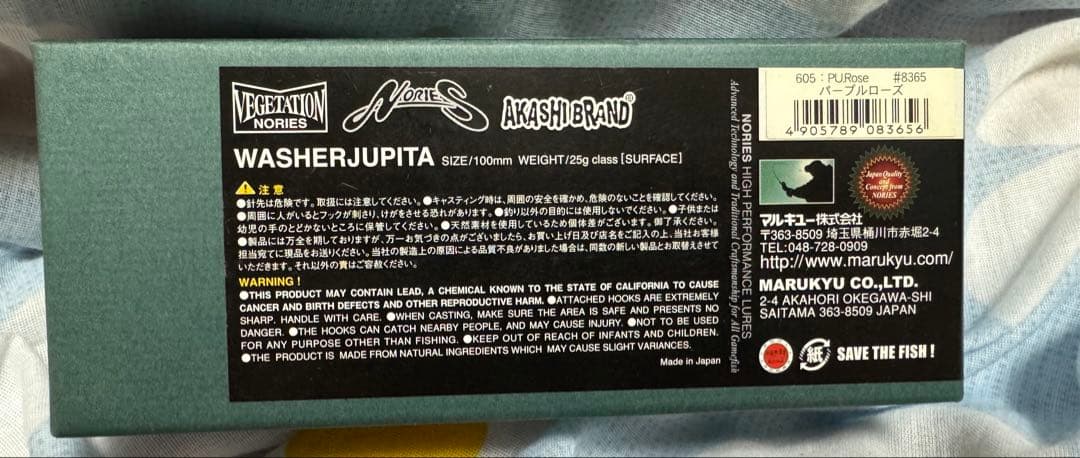 VEGETATION
NORIES
NORIES
AKASHI BRAND®
WASHERJUPITA SIZE/100mm WEIGHT/25g class [SURFACE]
注意
●針先は危険です。取扱には注意してください。●キャスティング時は、周囲の安全を確かめ、危険のないことを確認してください。
●周囲に人がいるとフックが刺さり、けがをさせる恐れがあります。●釣り以外の目的には使用しないでください。●子供または
幼児の手のとどかないところに保管してください。●天然素材を使用しているため個体差がございます。御了承ください。
●製品には万全を期しておりますが、万一お気づきの点がございましたら、お買い上げ日及び店名をご記入の上、当社お客様
担当宛てに現品をお送りください。当社の製造上の原因による品質不良がありました場合は、同数の新しい製品とお取替えさせて
いただきます。それ以外の責はご容赦ください。
WARNING !
●THIS PRODUCT MAY CONTAIN LEAD, A CHEMICAL KNOWN TO THE STATE OF CALIFORNIA TO CAUSE
CANCER AND BIRTH DEFECTS AND OTHER REPRODUCTIVE HARM. ●ATTACHED HOOKS ARE EXTREMELY
SHARP. HANDLE WITH CARE. ●WHEN CASTING, MAKE SURE THE AREA IS SAFE AND PRESENTS NO
DANGER. ●THE HOOKS CAN CATCH NEARBY PEOPLE, AND MAY CAUSE INJURY. ●NOT TO BE USED
FOR ANY PURPOSE OTHER THAN FISHING. ●KEEP OUT OF REACH OF INFANTS AND CHILDREN.
●THE PRODUCT IS MADE FROM NATURAL INGREDIENTS WHICH MAY CAUSE SLIGHT VARIANCES.
Made in Japan
NORIES HIGH PERFORMANCE LURES
Advanced Technology and Traditional Craftsmanship for All Gamefish
605：PU.Rose #8365
パープルローズ
4 905789 083656
Japan Quality
and
Concept from
NORIES
マルキユー株式会社
〒363-8509 埼玉県桶川市赤堀2-4
TEL:048-728-0909
http://www.marukyu.com/
MARUKYU CO.,LTD.
2-4 AKAHORI OKEGAWA-SHI
SAITAMA 363-8509 JAPAN
紙 SAVE THE FISH !